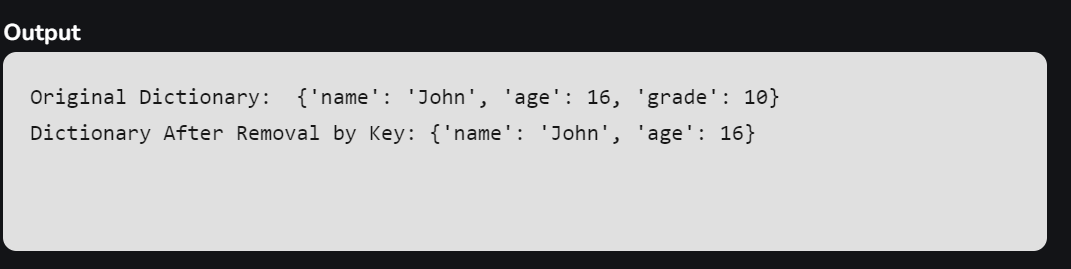 Output
Original Dictionary:  {'name': 'John', 'age': 16, 'grade': 10}
Dictionary After Removal by Key: {'name': 'John', 'age': 16}